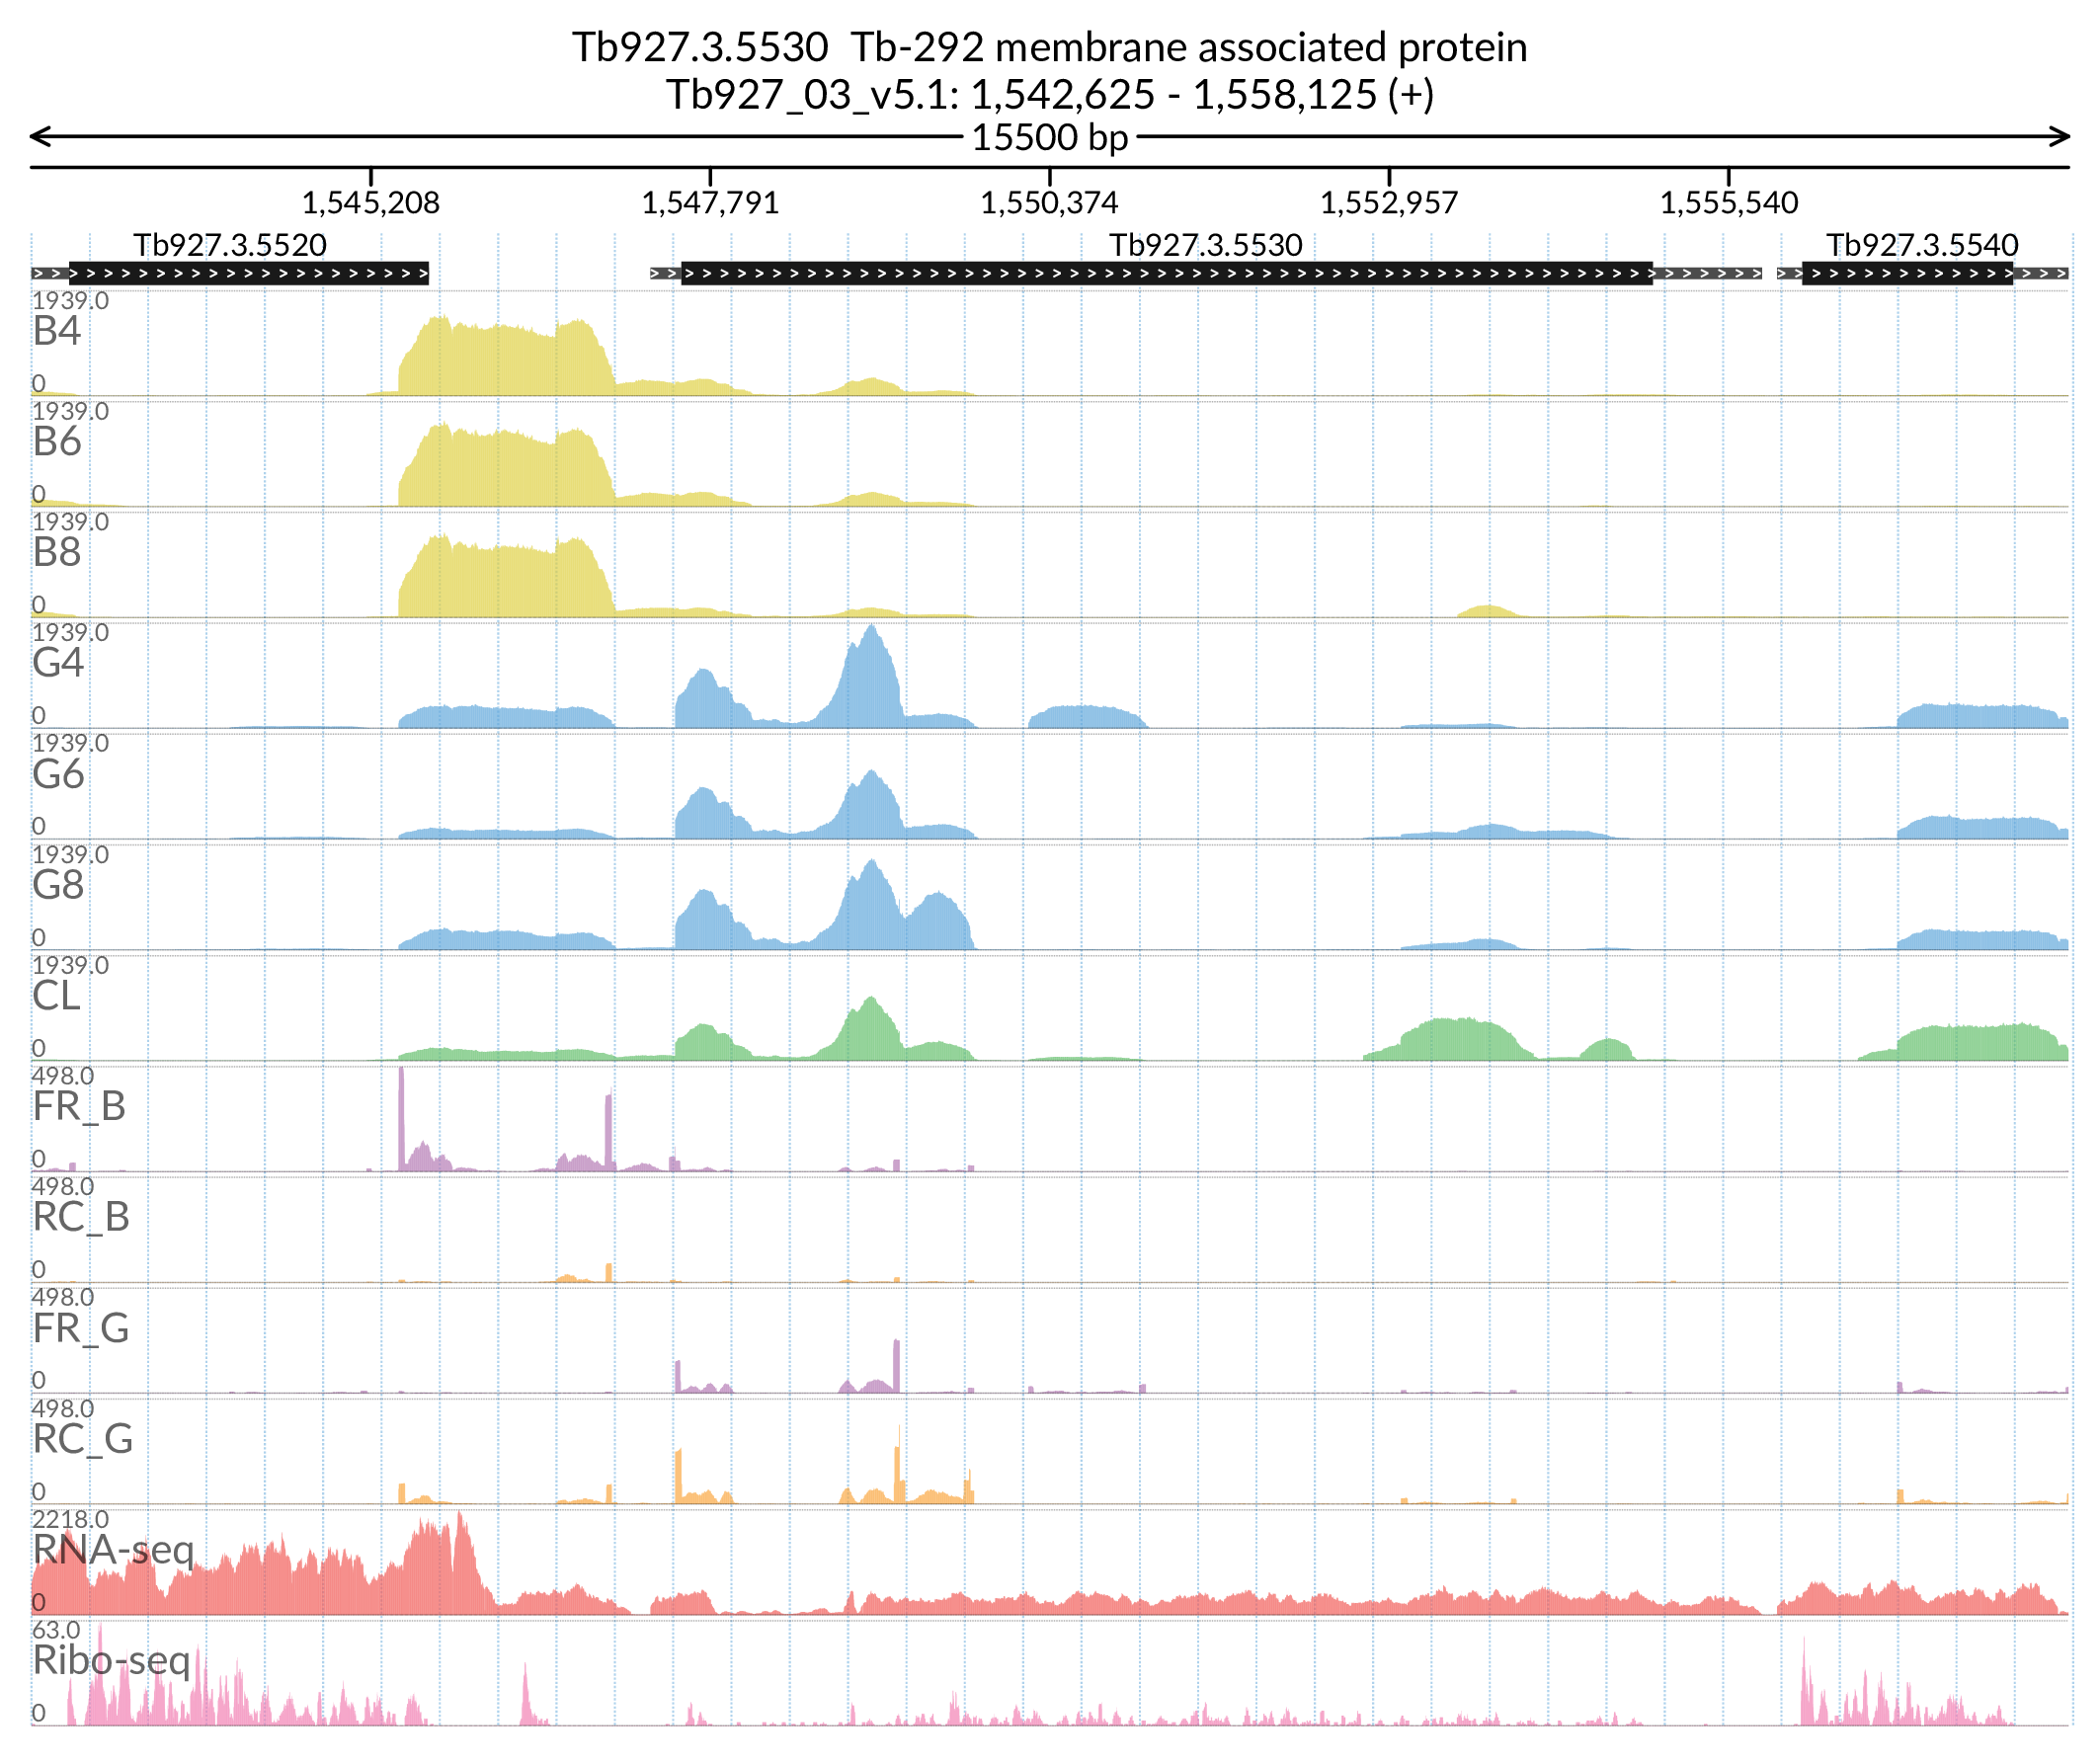 Tb927.3.5530  Tb-292 membrane associated protein
Tb927_03_v5.1: 1,542,625 - 1,558,125 (+)
15500 bp
1,545,208 1,547,791 1,550,374 1,552,957 1,555,540
Tb927.3.5520 Tb927.3.5530 Tb927.3.5540
1939.0
B4
0
1939.0
B6
0
1939.0
B8
0
1939.0
G4
0
1939.0
G6
0
1939.0
G8
0
1939.0
CL
0
498.0
FR_B
0
498.0
RC_B
0
498.0
FR_G
0
498.0
RC_G
0
2218.0
RNA-seq
0
63.0
Ribo-seq
0